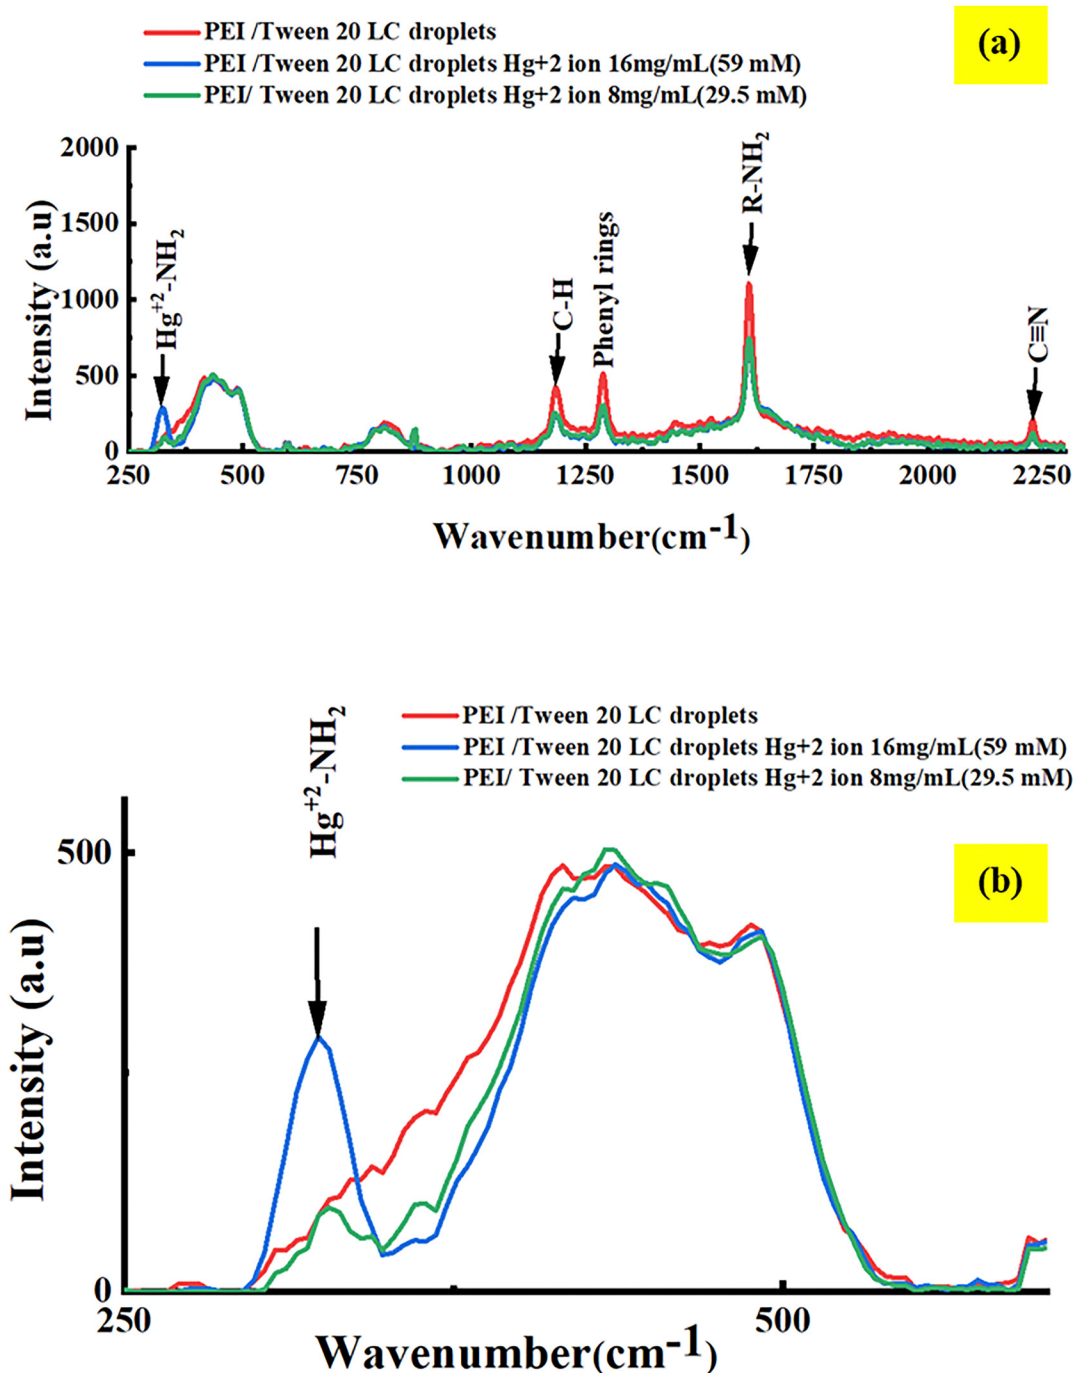 PEI /Tween 20 LC droplets
PEI /Tween 20 LC droplets Hg+2 ion 16mg/mL(59 mM)
PEI/ Tween 20 LC droplets Hg+2 ion 8mg/mL(29.5 mM)
(a)
Intensity (a.u)
2000
1500
1000
500
0
Hg+2-NH2
C-H
Phenyl rings
R-NH2
C≡N
250 500 750 1000 1250 1500 1750 2000 2250
Wavenumber(cm-1)
PEI /Tween 20 LC droplets
PEI /Tween 20 LC droplets Hg+2 ion 16mg/mL(59 mM)
PEI/ Tween 20 LC droplets Hg+2 ion 8mg/mL(29.5 mM)
(b)
Hg+2-NH2
Intensity (a.u)
500
0
250 500
Wavenumber(cm-1)